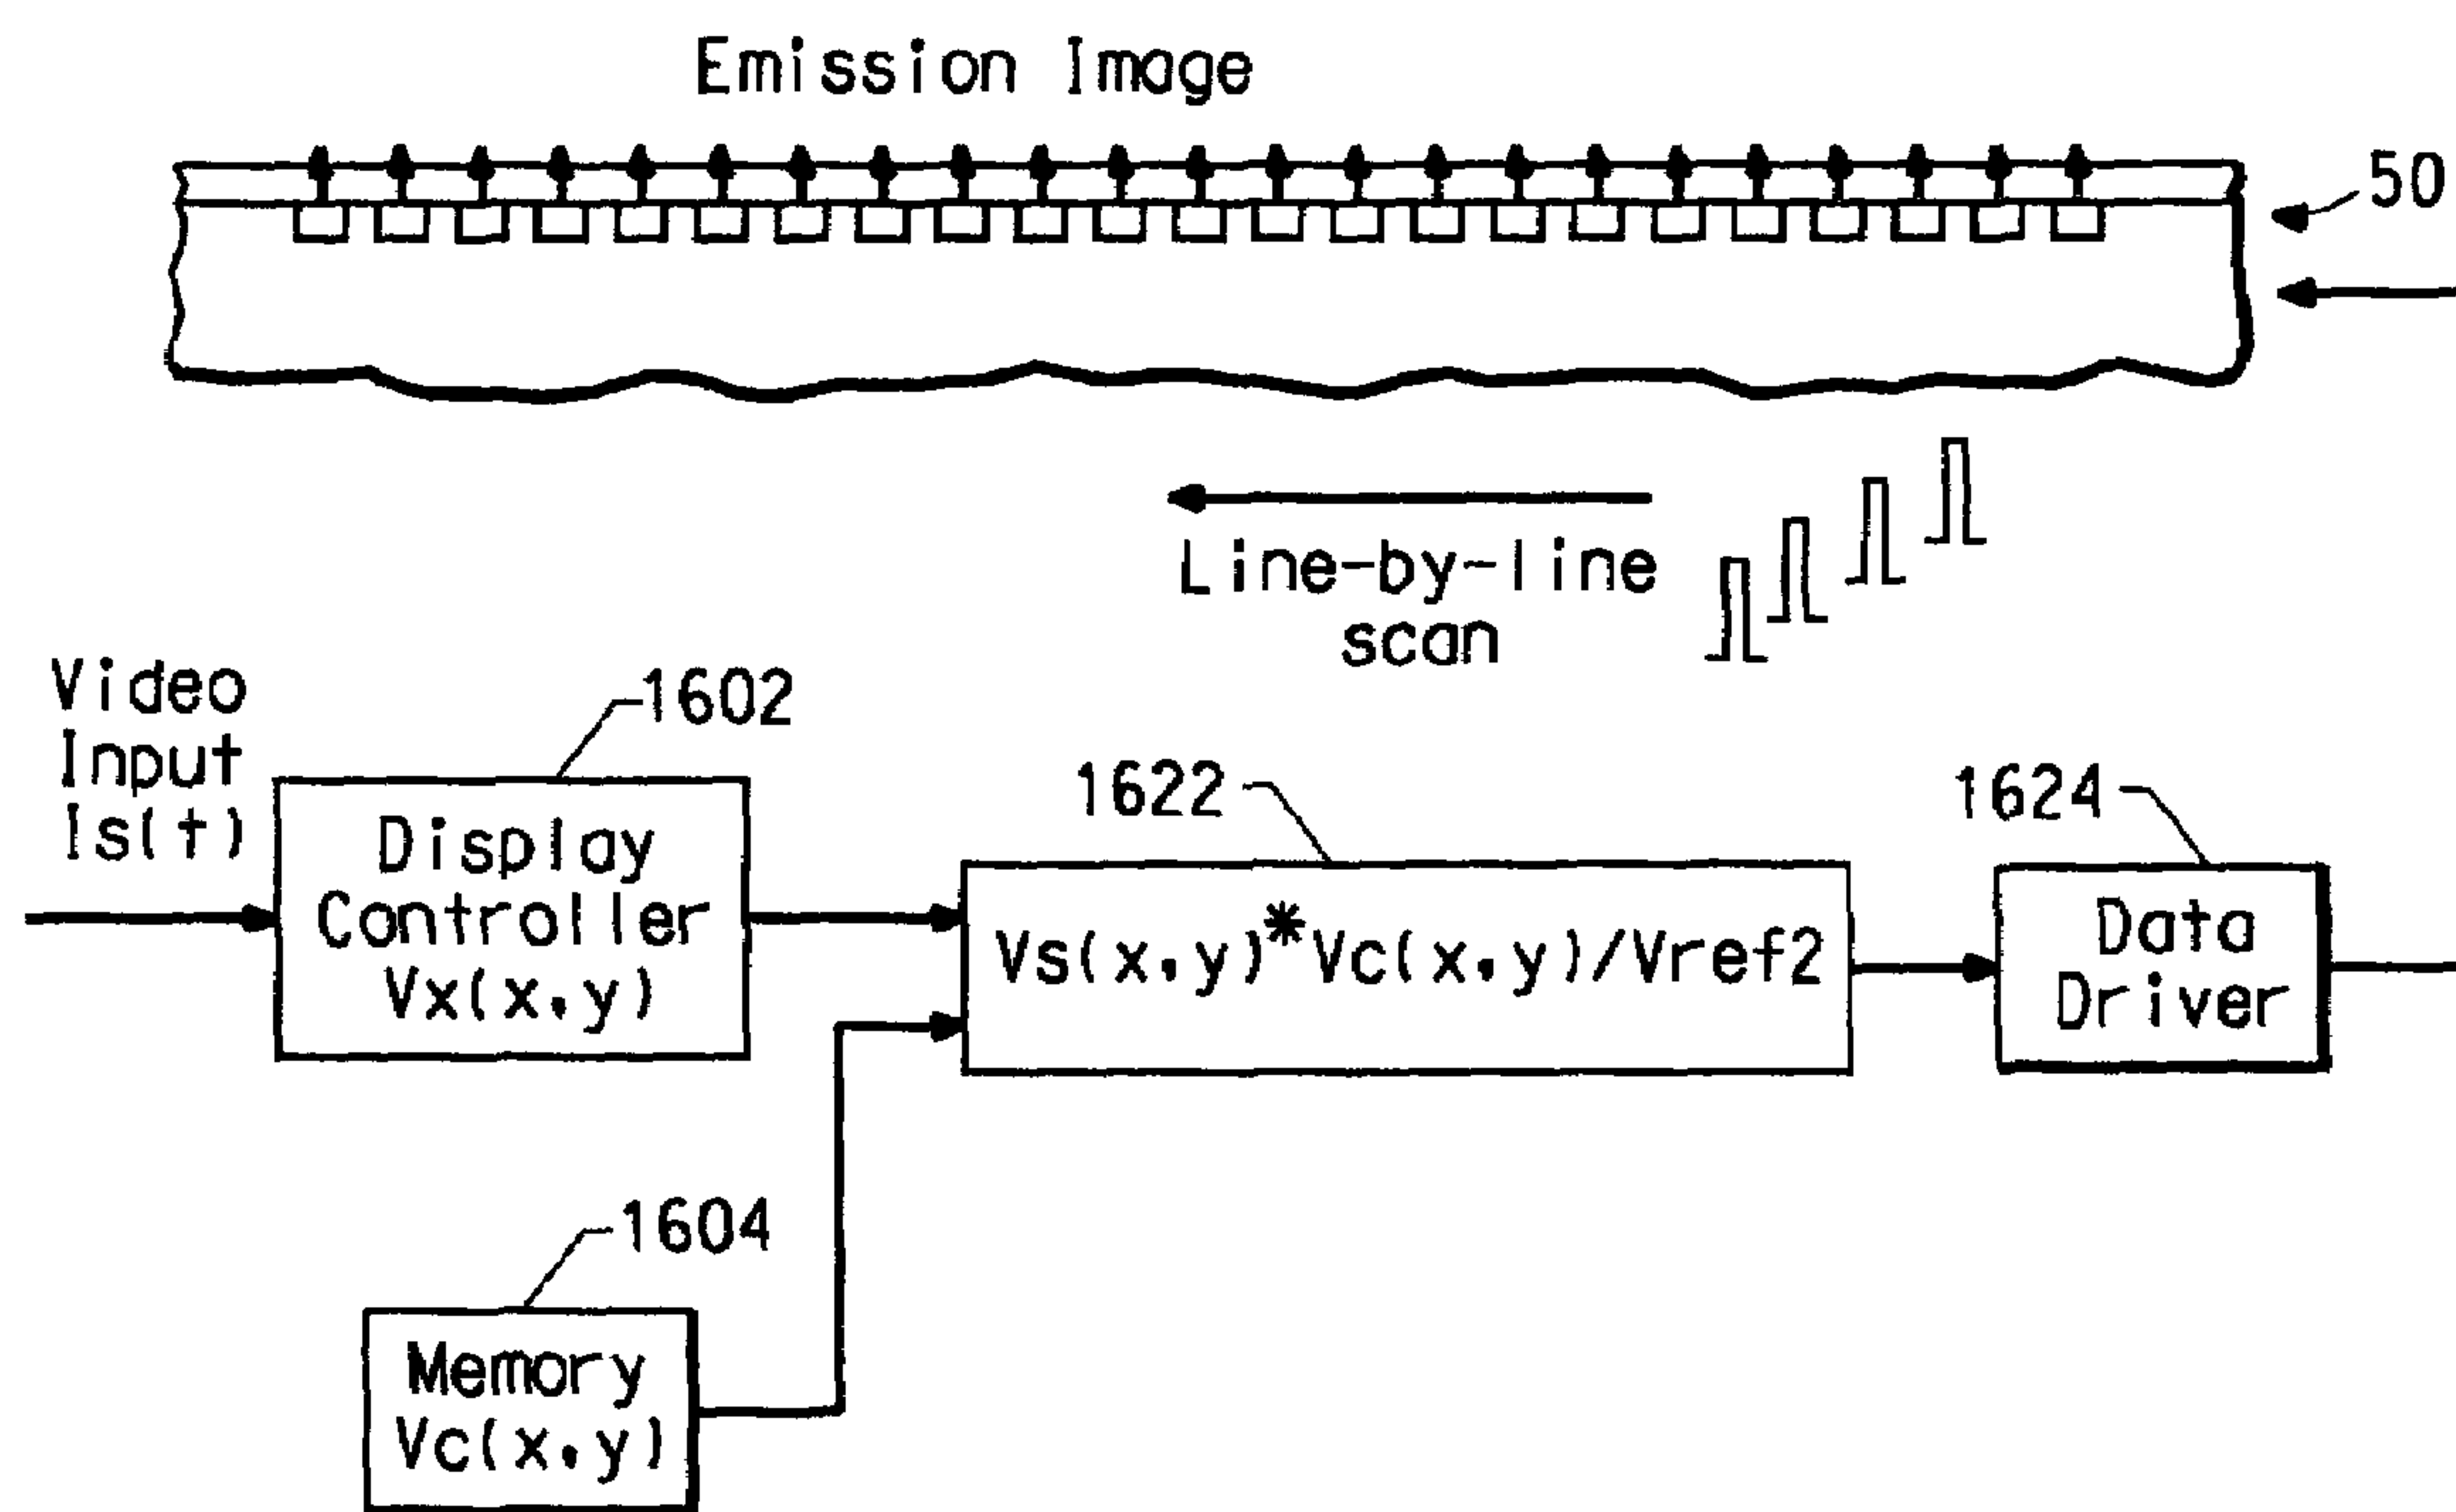 Emission Image
50
Line-by-line
scan
Video
Input
Is(t)
1602
Display
Controller
Vx(x,y)
1622
Vs(x,y)*Vc(x,y)/Vref2
1624
Data
Driver
1604
Memory
Vc(x,y)